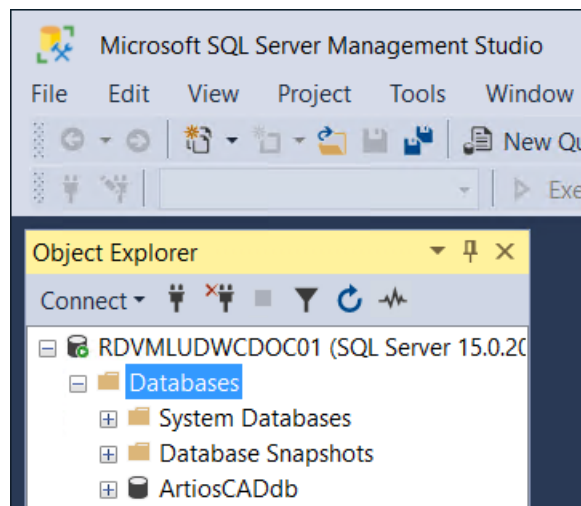 Microsoft SQL Server Management Studio
File Edit View Project Tools Window
New Qu
Exe
Object Explorer
Connect
RDVMLUDWCDOC01 (SQL Server 15.0.20
Databases
System Databases
Database Snapshots
ArtiosCADdb